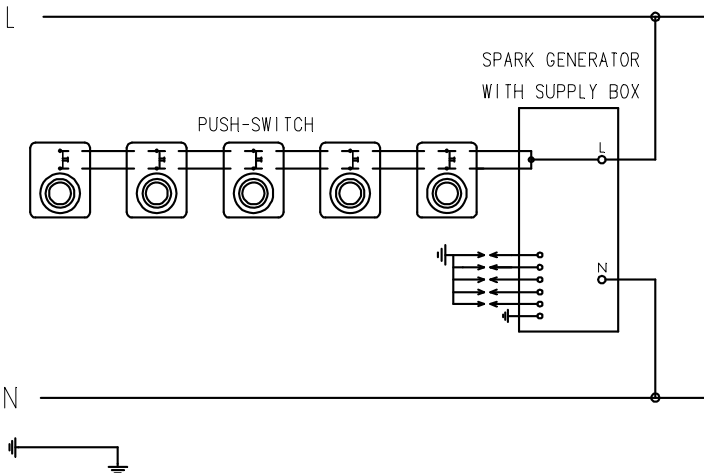 L
SPARK GENERATOR
WITH SUPPLY BOX
PUSH-SWITCH
L
N
N